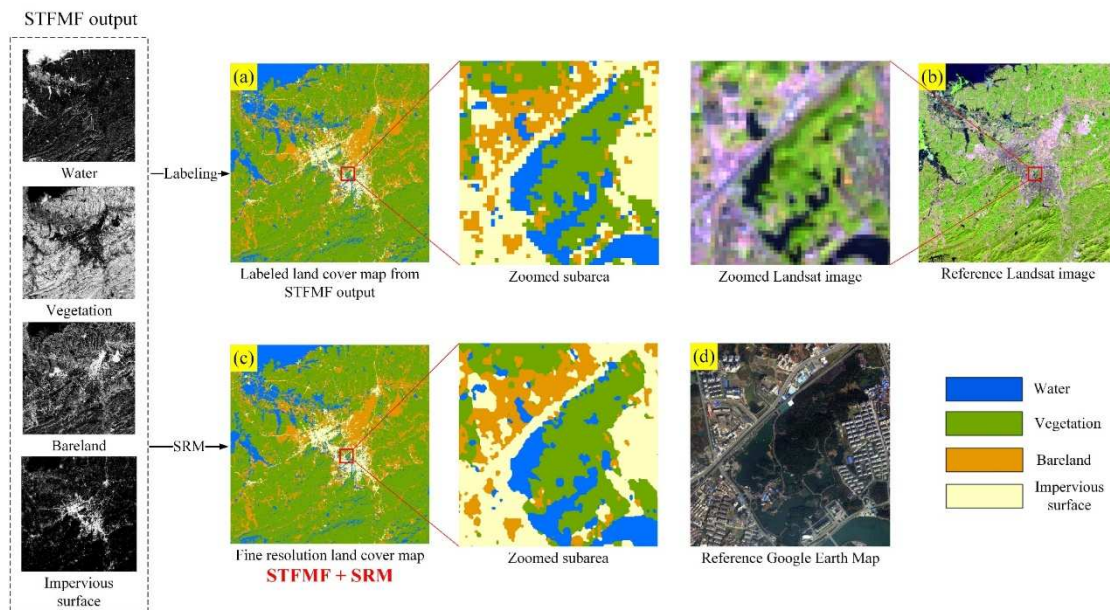 STFMF output
Water
Vegetation
Bareland
Impervious
surface
Labeling
SRM
(a)
Labeled land cover map from
STFMF output
Zoomed subarea
Zoomed Landsat image
(b)
Reference Landsat image
(c)
Fine resolution land cover map
STFMF + SRM
Zoomed subarea
(d)
Reference Google Earth Map
Water
Vegetation
Bareland
Impervious
surface